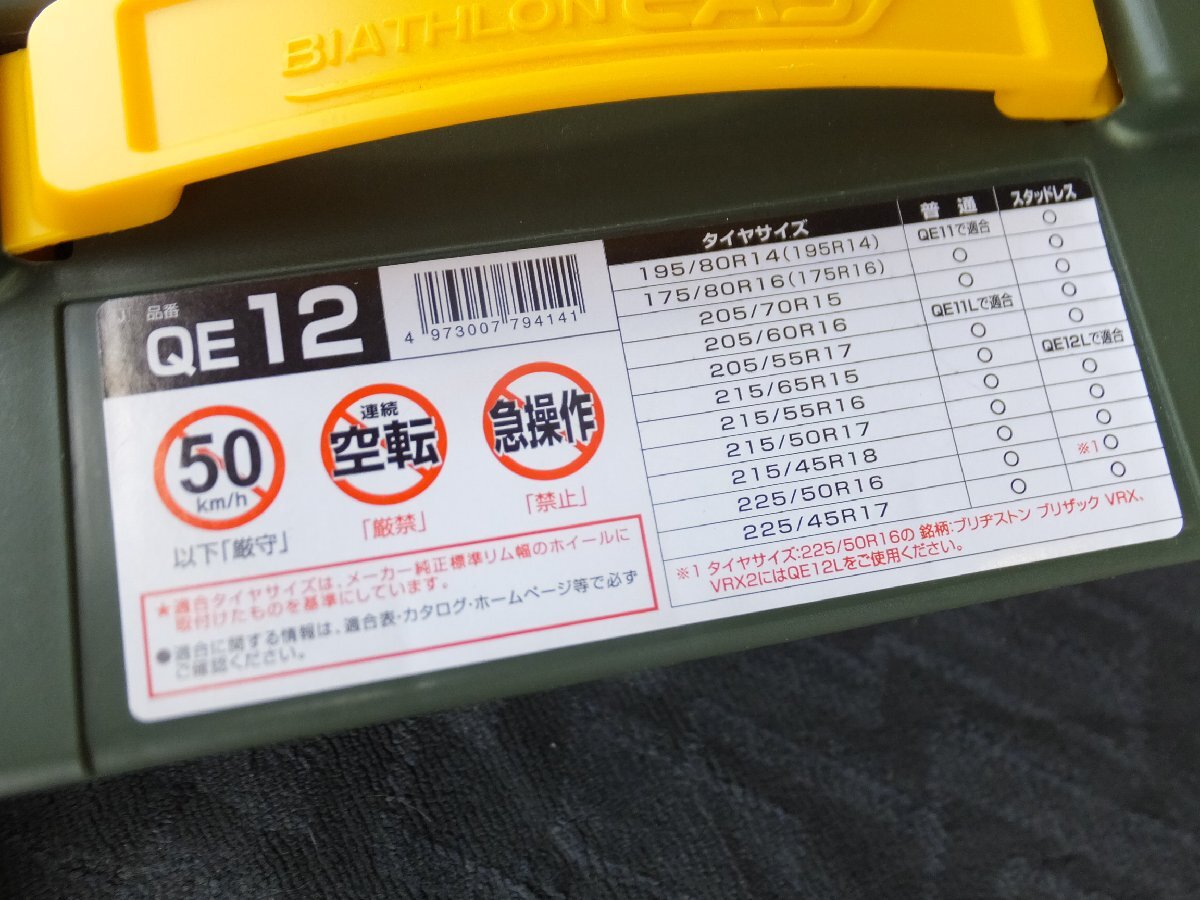 BIATHLON EASY
品番
QE12
4 973007 794141
50
km/h
以下「厳守」
連続
空転
「厳禁」
急操作
「禁止」
★適合タイヤサイズは、メーカー純正標準リム幅のホイールに
取付けたものを基準にしています。
●適合に関する情報は、適合表・カタログ・ホームページ等で必ず
ご確認ください。
タイヤサイズ 普通 スタッドレス
195/80R14(195R14) QE11で適合 ○
175/80R16(175R16) ○ ○
205/70R15 ○ ○
205/60R16 QE11Lで適合 ○
205/55R17 ○ ○
215/65R15 ○ QE12Lで適合
215/55R16 ○ ○
215/50R17 ○ ○
215/45R18 ○ ○
225/50R16 ○ ※1○
225/45R17 ○ ○
※1 タイヤサイズ:225/50R16の 銘柄:ブリヂストン ブリザック VRX、
VRX2にはQE12Lをご使用ください。